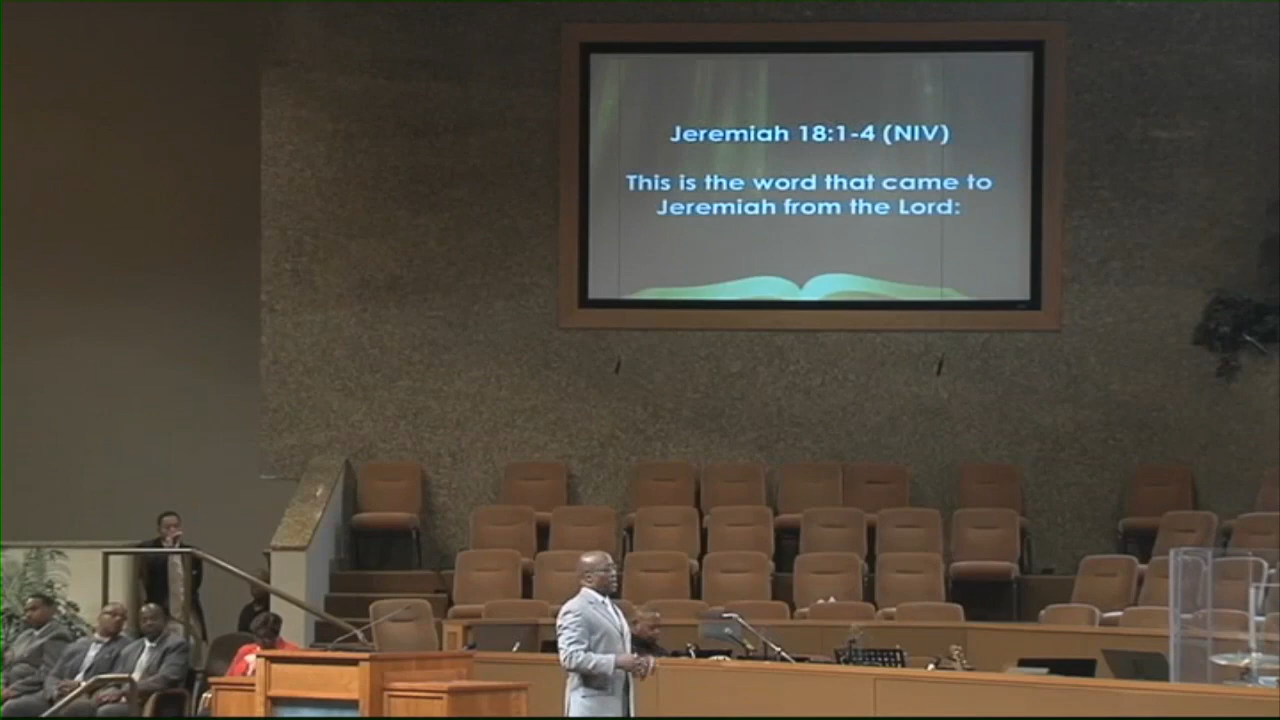 Jeremiah 18:1-4 (NIV)
This is the word that came to
Jeremiah from the Lord: